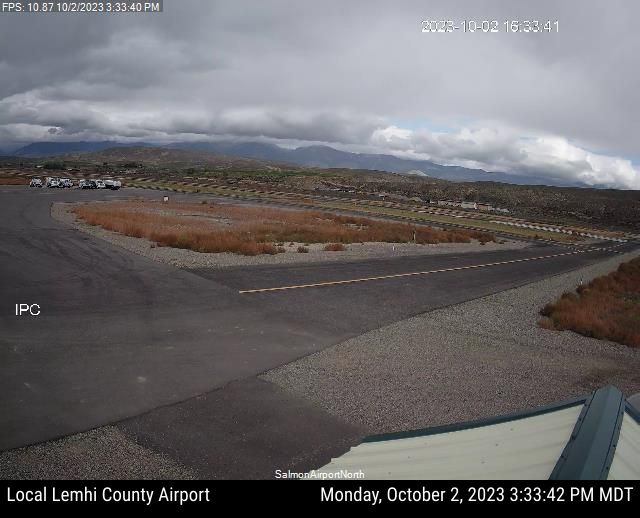 FPS: 10.87 10/2/2023 3:33:40 PM
2023-10-02 15:33:41
IPC
SalmonAirportNorth
Local Lemhi County Airport
Monday, October 2, 2023 3:33:42 PM MDT